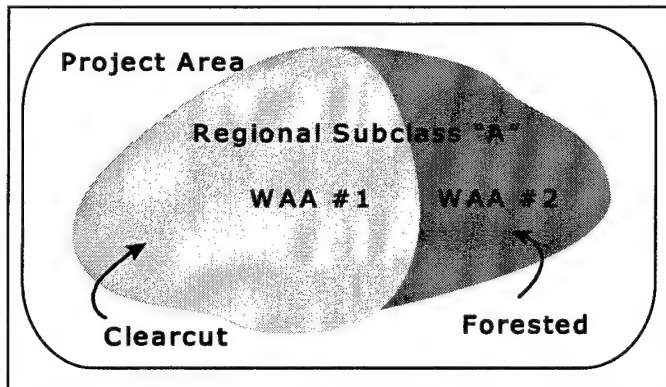 Project Area
Regional Subclass "A"
WAA #1
WAA #2
Clearcut
Forested